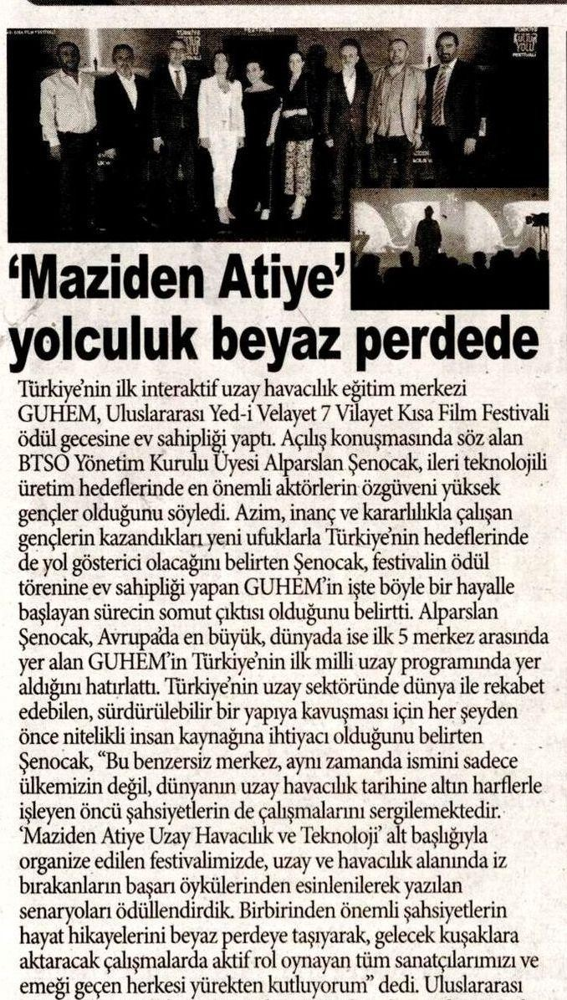 TÜRKİYE
KÜLTÜR
YOLU
FESTİVALİ
‘Maziden Atiye’
yolculuk beyaz perdede
Türkiye’nin ilk interaktif uzay havacılık eğitim merkezi
GUHEM, Uluslararası Yed-i Velayet 7 Vilayet Kısa Film Festivali
ödül gecesine ev sahipliği yaptı. Açılış konuşmasında söz alan
BTSO Yönetim Kurulu Üyesi Alparslan Şenocak, ileri teknolojili
üretim hedeflerinde en önemli aktörlerin özgüveni yüksek
gençler olduğunu söyledi. Azim, inanç ve kararlılıkla çalışan
gençlerin kazandıkları yeni ufuklarla Türkiye’nin hedeflerinde
de yol gösterici olacağını belirten Şenocak, festivalin ödül
törenine ev sahipliği yapan GUHEM’in işte böyle bir hayalle
başlayan sürecin somut çıktısı olduğunu belirtti. Alparslan
Şenocak, Avrupa’da en büyük, dünyada ise ilk 5 merkez arasında
yer alan GUHEM’in Türkiye’nin ilk milli uzay programında yer
aldığını hatırlattı. Türkiye’nin uzay sektöründe dünya ile rekabet
edebilen, sürdürülebilir bir yapıya kavuşması için her şeyden
önce nitelikli insan kaynağına ihtiyacı olduğunu belirten
Şenocak, “Bu benzersiz merkez, aynı zamanda ismini sadece
ülkemizin değil, dünyanın uzay havacılık tarihine altın harflerle
işleyen öncü şahsiyetlerin de çalışmalarını sergilemektedir.
‘Maziden Atiye Uzay Havacılık ve Teknoloji’ alt başlığıyla
organize edilen festivalimizde, uzay ve havacılık alanında iz
bırakanların başarı öykülerinden esinlenilerek yazılan
senaryoları ödüllendirdik. Birbirinden önemli şahsiyetlerin
hayat hikayelerini beyaz perdeye taşıyarak, gelecek kuşaklara
aktaracak çalışmalarda aktif rol oynayan tüm sanatçılarımızı ve
emeği geçen herkesi yürekten kutluyorum” dedi. Uluslararası